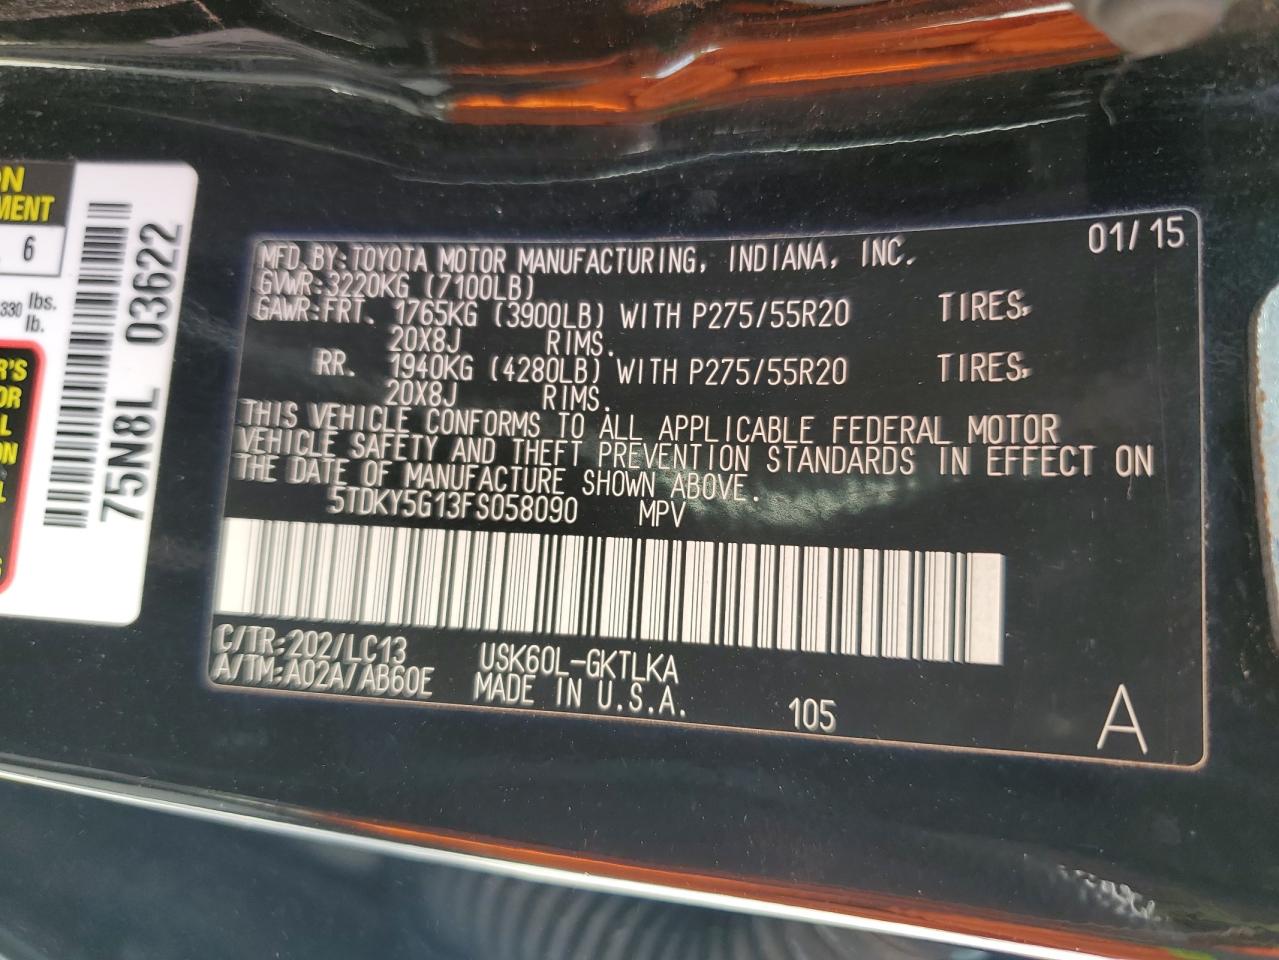 ON
MENT
6
330 lbs.
lb.
R'S
OR
L
ON
L
S
75N8L 03622
01/15
MFD.BY:TOYOTA MOTOR MANUFACTURING, INDIANA, INC.
GVWR:3220KG (7100LB)
GAWR:FRT. 1765KG (3900LB) WITH P275/55R20 TIRES,
20X8J RIMS.
RR. 1940KG (4280LB) WITH P275/55R20 TIRES,
20X8J RIMS.
THIS VEHICLE CONFORMS TO ALL APPLICABLE FEDERAL MOTOR
VEHICLE SAFETY AND THEFT PREVENTION STANDARDS IN EFFECT ON
THE DATE OF MANUFACTURE SHOWN ABOVE.
5TDKY5G13FS058090 MPV
C/TR:202/LC13 USK60L-GKTLKA
A/TM:A02A/AB60E MADE IN U.S.A. 105 A